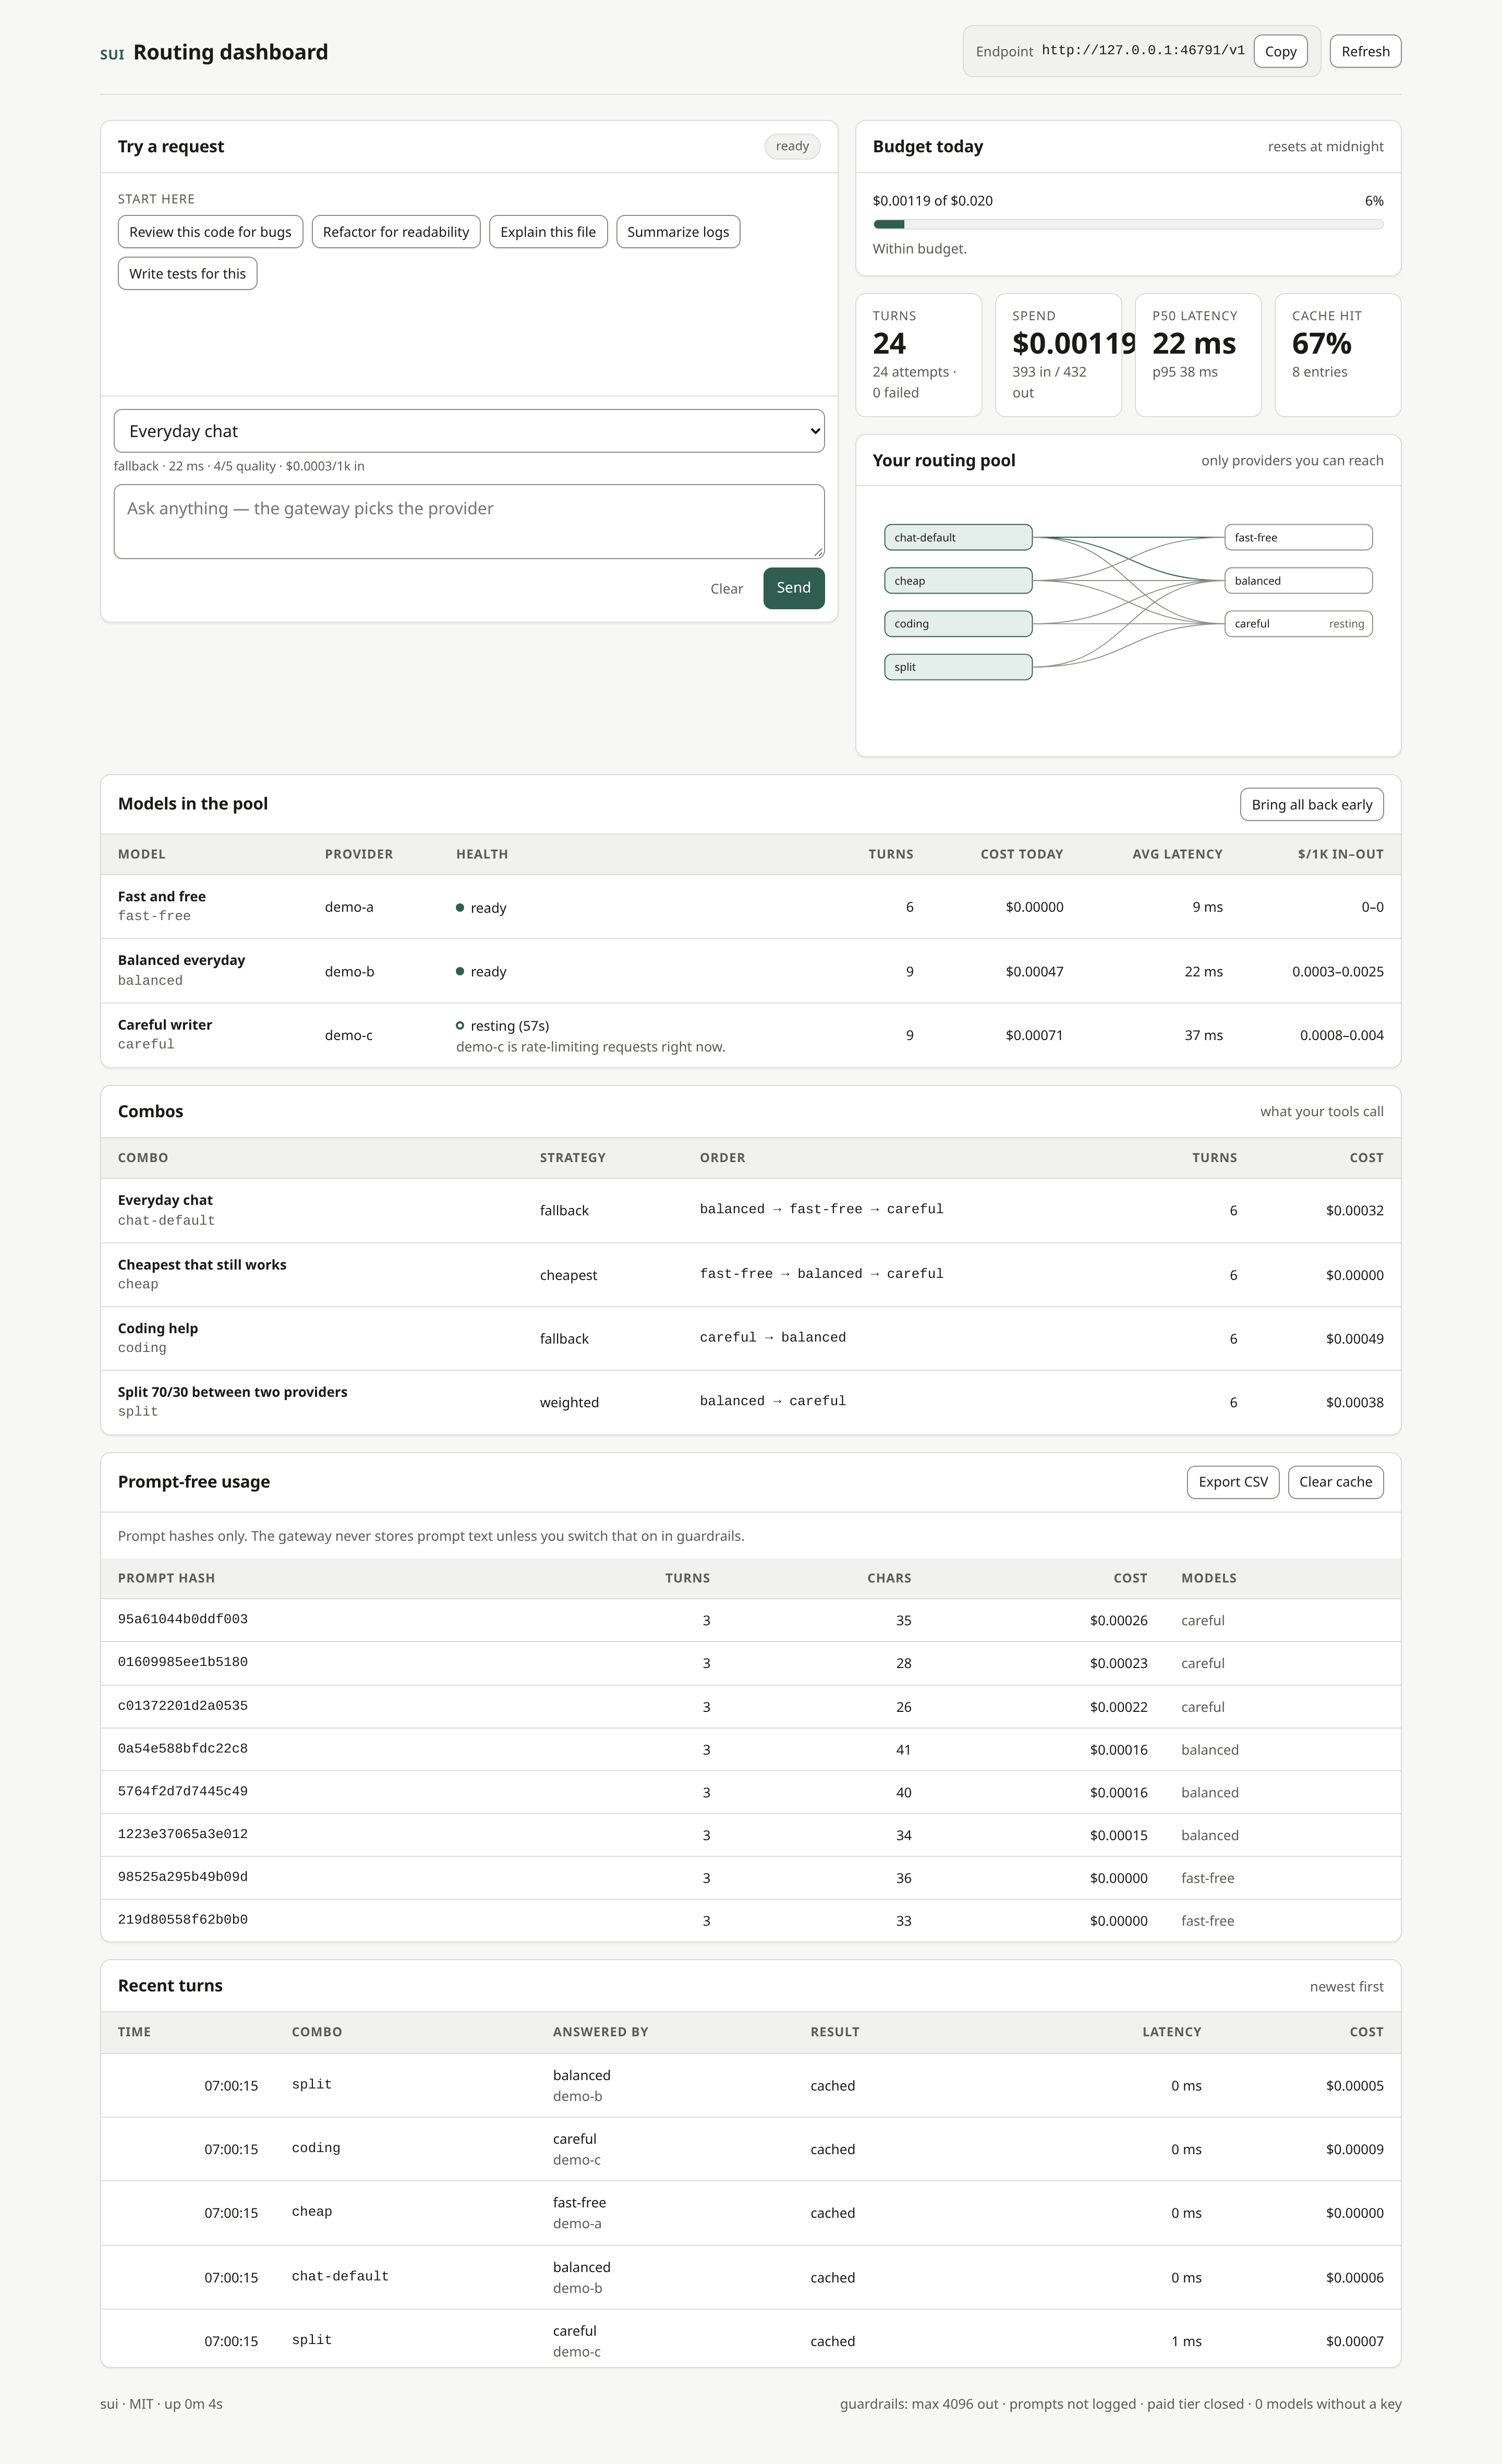 SUI Routing dashboard
Endpoint http://127.0.0.1:46791/v1 Copy Refresh
Try a request ready
START HERE
Review this code for bugs Refactor for readability Explain this file Summarize logs
Write tests for this
Everyday chat
fallback · 22 ms · 4/5 quality · $0.0003/1k in
Ask anything — the gateway picks the provider
Clear Send
Budget today resets at midnight
$0.00119 of $0.020 6%
Within budget.
TURNS
24
24 attempts ·
0 failed
SPEND
$0.00119
393 in / 432
out
P50 LATENCY
22 ms
p95 38 ms
CACHE HIT
67%
8 entries
Your routing pool only providers you can reach
chat-default fast-free
cheap balanced
coding careful resting
split
Models in the pool Bring all back early
MODEL PROVIDER HEALTH TURNS COST TODAY AVG LATENCY $/1K IN–OUT
Fast and free
fast-free demo-a ready 6 $0.00000 9 ms 0–0
Balanced everyday
balanced demo-b ready 9 $0.00047 22 ms 0.0003–0.0025
Careful writer
careful demo-c resting (57s) 9 $0.00071 37 ms 0.0008–0.004
demo-c is rate-limiting requests right now.
Combos what your tools call
COMBO STRATEGY ORDER TURNS COST
Everyday chat
chat-default fallback balanced → fast-free → careful 6 $0.00032
Cheapest that still works
cheap cheapest fast-free → balanced → careful 6 $0.00000
Coding help
coding fallback careful → balanced 6 $0.00049
Split 70/30 between two providers
split weighted balanced → careful 6 $0.00038
Prompt-free usage Export CSV Clear cache
Prompt hashes only. The gateway never stores prompt text unless you switch that on in guardrails.
PROMPT HASH TURNS CHARS COST MODELS
95a61044b0ddf003 3 35 $0.00026 careful
01609985ee1b5180 3 28 $0.00023 careful
c01372201d2a0535 3 26 $0.00022 careful
0a54e588bfdc22c8 3 41 $0.00016 balanced
5764f2d7d7445c49 3 40 $0.00016 balanced
1223e37065a3e012 3 34 $0.00015 balanced
98525a295b49b09d 3 36 $0.00000 fast-free
219d80558f62b0b0 3 33 $0.00000 fast-free
Recent turns newest first
TIME COMBO ANSWERED BY RESULT LATENCY COST
07:00:15 split balanced cached 0 ms $0.00005
demo-b
07:00:15 coding careful cached 0 ms $0.00009
demo-c
07:00:15 cheap fast-free cached 0 ms $0.00000
demo-a
07:00:15 chat-default balanced cached 0 ms $0.00006
demo-b
07:00:15 split careful cached 1 ms $0.00007
demo-c
sui · MIT · up 0m 4s guardrails: max 4096 out · prompts not logged · paid tier closed · 0 models without a key